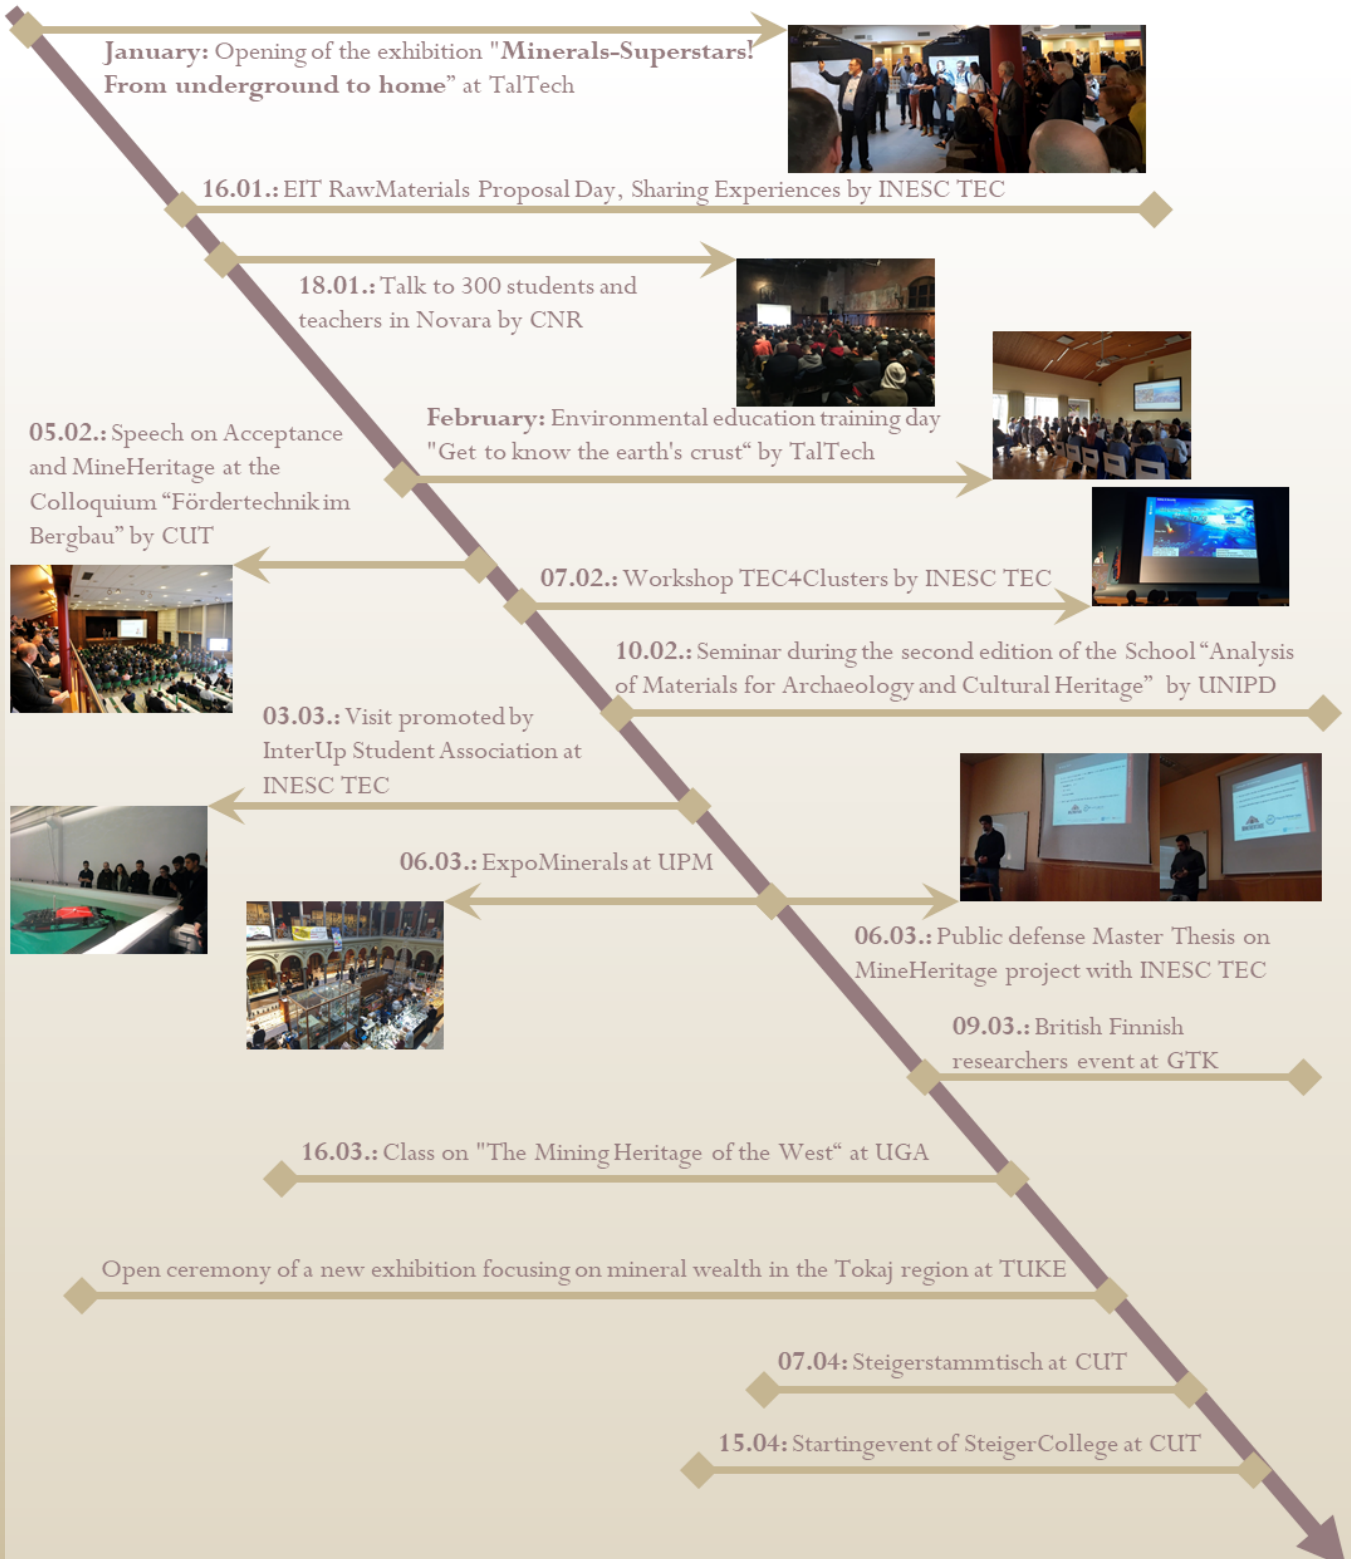 January: Opening of the exhibition "Minerals-Superstars!
From underground to home” at TalTech
16.01.: EIT RawMaterials Proposal Day, Sharing Experiences by INESC TEC
18.01.: Talk to 300 students and
teachers in Novara by CNR
February: Environmental education training day
"Get to know the earth's crust“ by TalTech
05.02.: Speech on Acceptance
and MineHeritage at the
Colloquium “Fördertechnik im
Bergbau” by CUT
07.02.: Workshop TEC4Clusters by INESC TEC
10.02.: Seminar during the second edition of the School “Analysis
of Materials for Archaeology and Cultural Heritage” by UNIPD
03.03.: Visit promoted by
InterUp Student Association at
INESC TEC
06.03.: ExpoMinerals at UPM
06.03.: Public defense Master Thesis on
MineHeritage project with INESC TEC
09.03.: British Finnish
researchers event at GTK
16.03.: Class on "The Mining Heritage of the West“ at UGA
Open ceremony of a new exhibition focusing on mineral wealth in the Tokaj region at TUKE
07.04: Steigerstammtisch at CUT
15.04: Startingevent of SteigerCollege at CUT